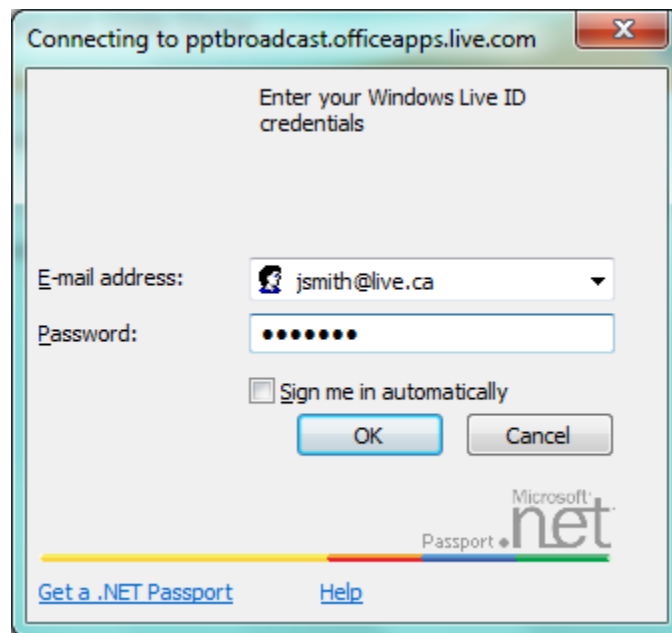 Connecting to pptbroadcast.officeapps.live.com
Enter your Windows Live ID
credentials
E-mail address:
jsmith@live.ca
Password:
•••••••
Sign me in automatically
OK
Cancel
Microsoft
Passport
net
Get a .NET Passport
Help